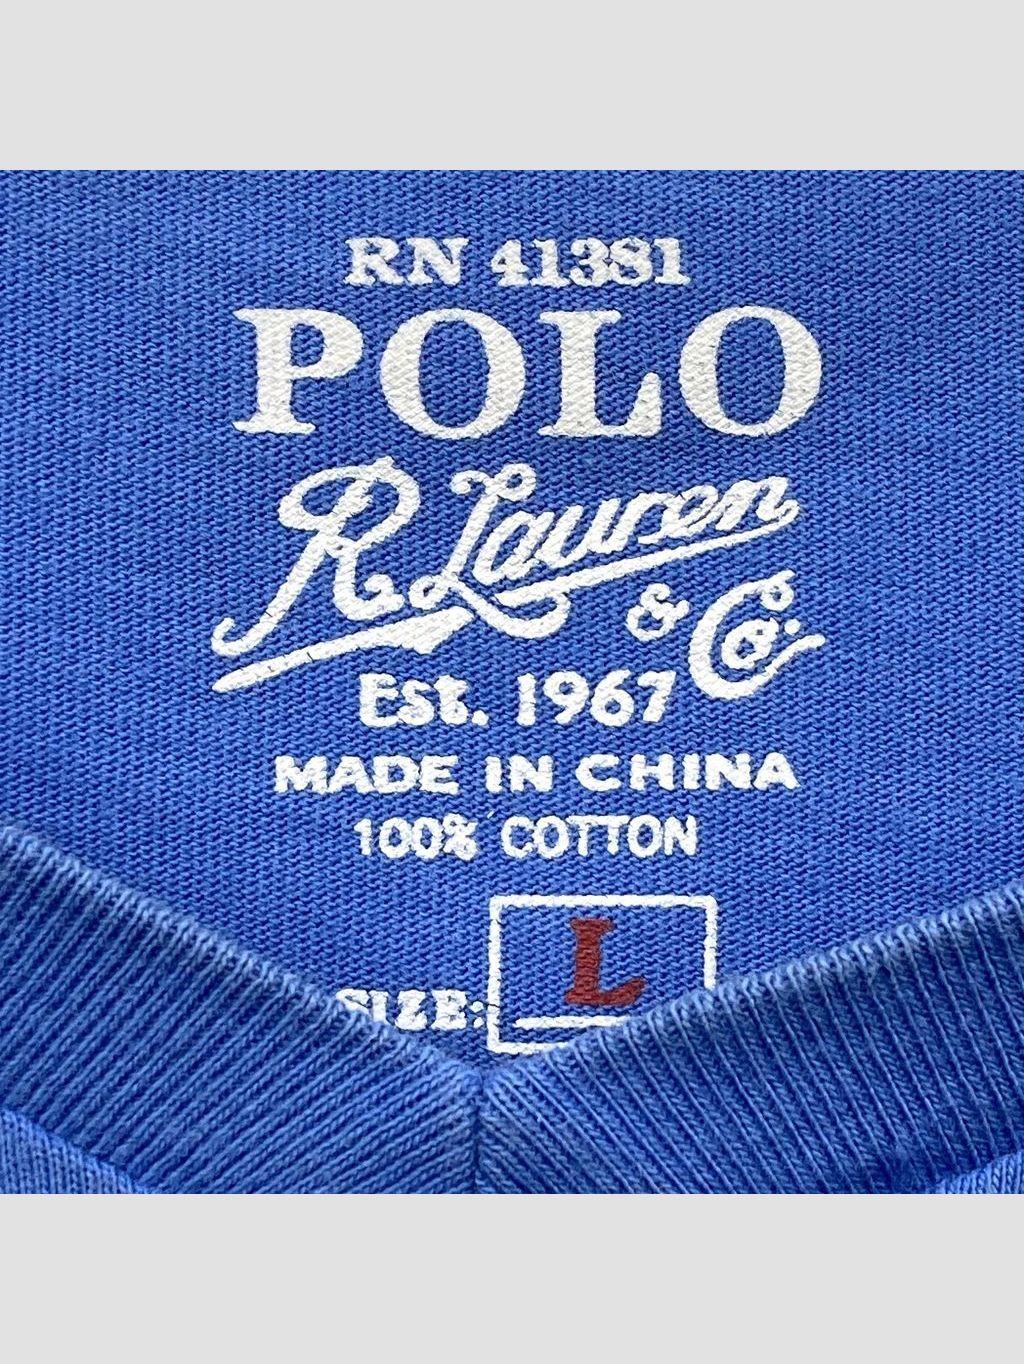 RN 41381
POLO
R. Lauren
& Co.
Est. 1967
MADE IN CHINA
100% COTTON
SIZE: L